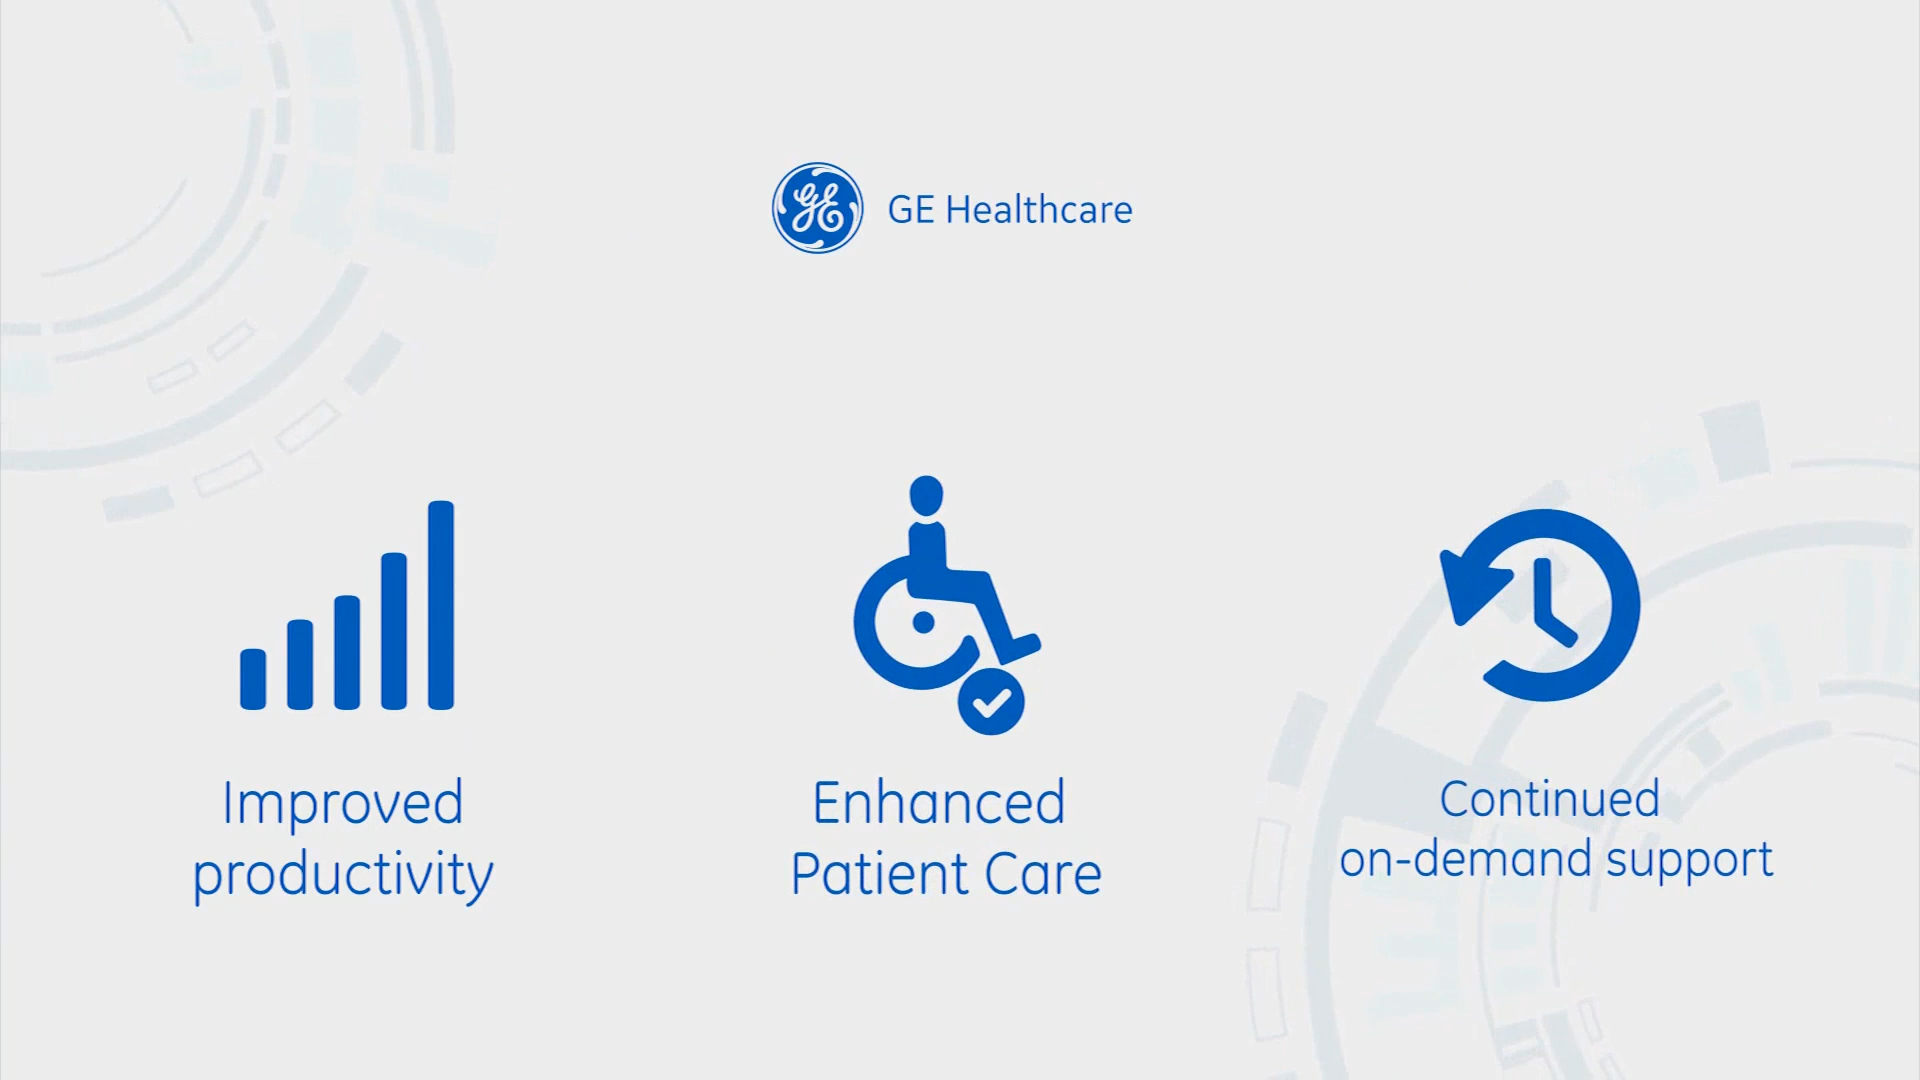 GE Healthcare
Improved
productivity
Enhanced
Patient Care
Continued
on-demand support